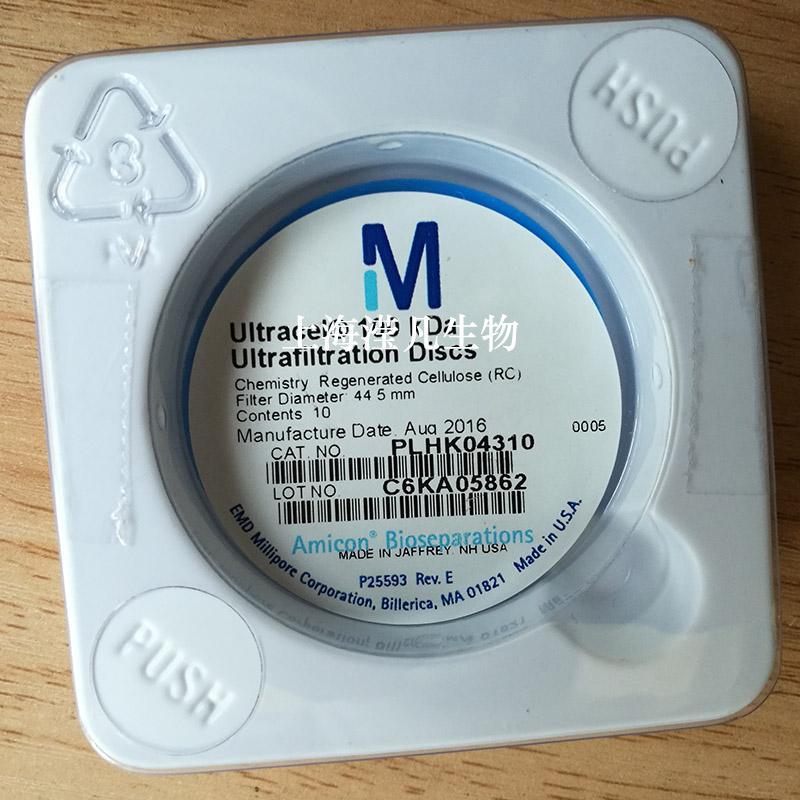 PUSH
3
M
Ultracel® 100 kDa
上海滢凡生物
Ultrafiltration Discs
Chemistry Regenerated Cellulose (RC)
Filter Diameter 44 5 mm
Contents 10
Manufacture Date Aug 2016 0005
CAT. NO. PLHK04310
LOT NO. C6KA05862
Amicon® Bioseparations
MADE IN JAFFREY NH USA
P25593 Rev. E
EMD Millipore Corporation, Billerica, MA 01821 Made in U.S.A.
PUSH